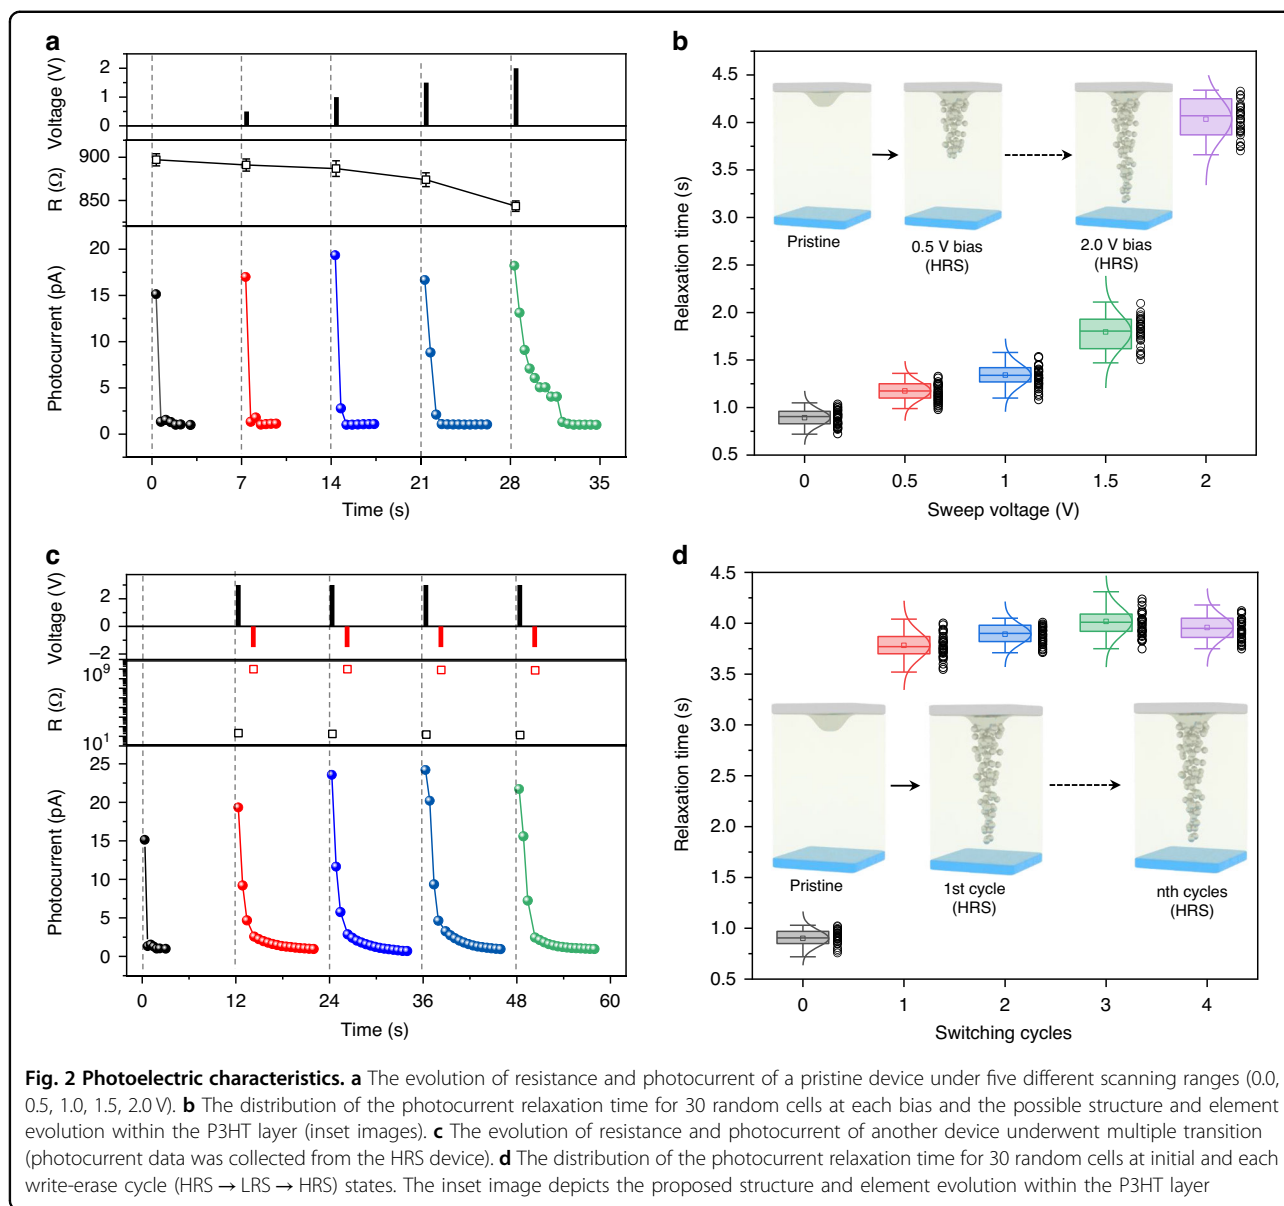 a
Voltage (V)
2
1
0
R (Ω)
900
850
Photocurrent (pA)
20
15
10
5
0
0 7 14 21 28 35
Time (s)
b
Relaxation time (s)
4.5
4.0
3.5
3.0
2.5
2.0
1.5
1.0
0.5
Pristine
0.5 V bias
(HRS)
2.0 V bias
(HRS)
0 0.5 1 1.5 2
Sweep voltage (V)
c
Voltage (V)
2
0
−2
R (Ω)
10⁹
10¹
Photocurrent (pA)
25
20
15
10
5
0
0 12 24 36 48 60
Time (s)
d
Relaxation time (s)
4.5
4.0
3.5
3.0
2.5
2.0
1.5
1.0
0.5
Pristine
1st cycle
(HRS)
nth cycles
(HRS)
0 1 2 3 4
Switching cycles
Fig. 2 Photoelectric characteristics. a The evolution of resistance and photocurrent of a pristine device under five different scanning ranges (0.0,
0.5, 1.0, 1.5, 2.0 V). b The distribution of the photocurrent relaxation time for 30 random cells at each bias and the possible structure and element
evolution within the P3HT layer (inset images). c The evolution of resistance and photocurrent of another device underwent multiple transition
(photocurrent data was collected from the HRS device). d The distribution of the photocurrent relaxation time for 30 random cells at initial and each
write-erase cycle (HRS → LRS → HRS) states. The inset image depicts the proposed structure and element evolution within the P3HT layer